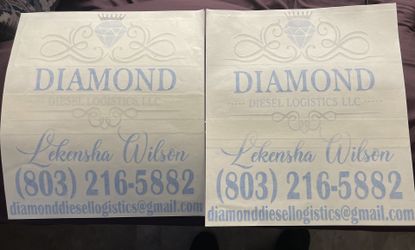 DIAMOND
DIESEL LOGISTICS LLC
Lekensha Wilson
(803) 216-5882
diamonddiesellogistics@gmail.com
DIAMOND
DIESEL LOGISTICS LLC
Lekensha Wilson
(803) 216-5882
diamonddiesellogistics@gmail.com